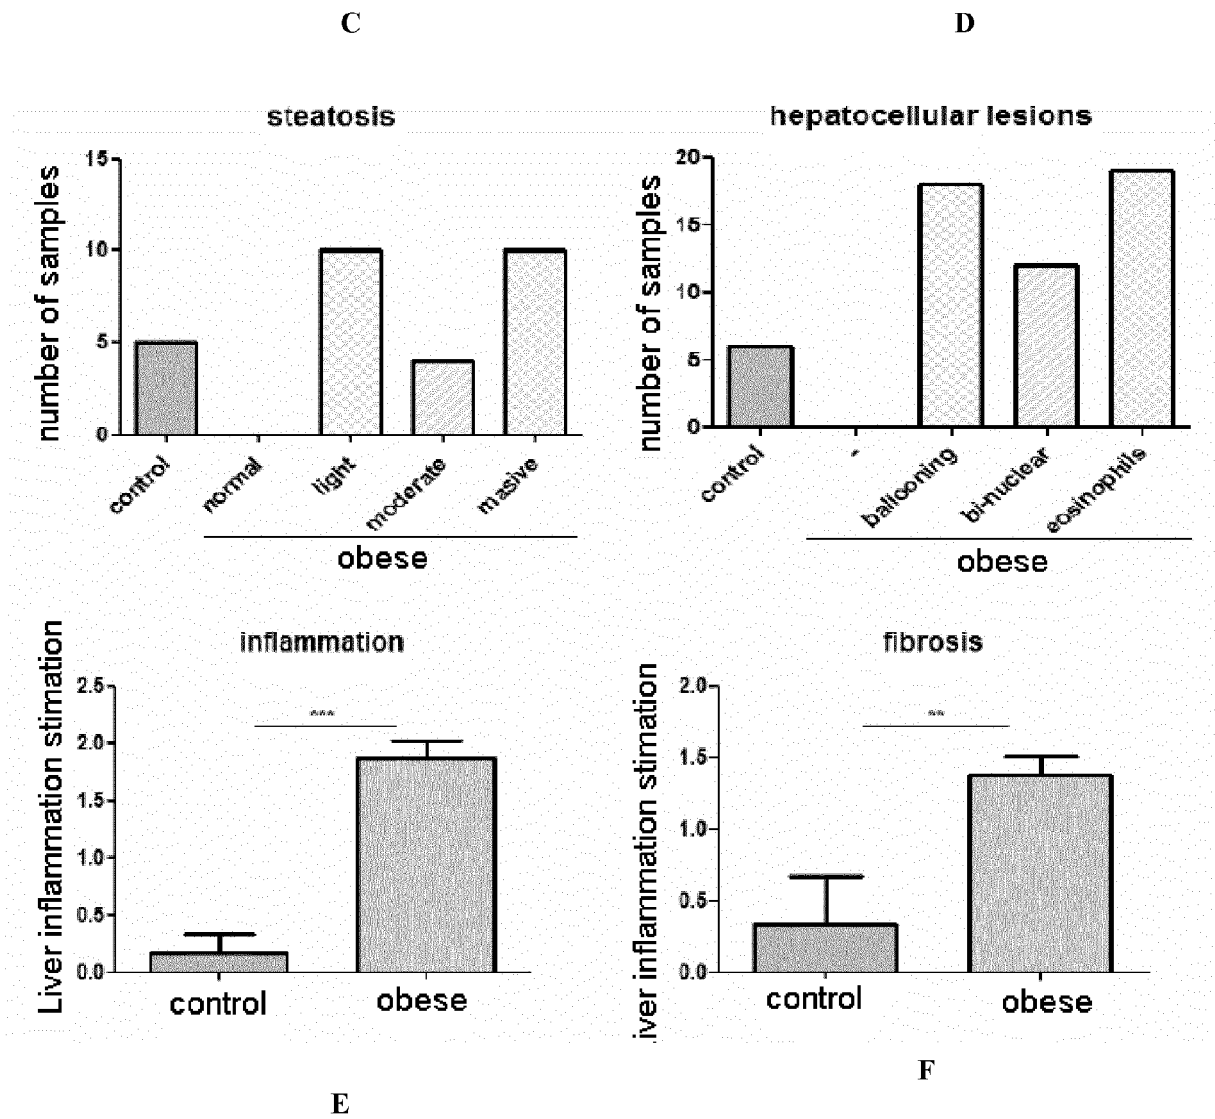 C
D
steatosis
number of samples
15
10
5
0
control
normal
light
moderate
masive
obese
hepatocellular lesions
number of samples
20
15
10
5
0
control
-
ballooning
bi-nuclear
eosinophils
obese
inflammation
Liver inflammation stimation
2.5
2.0
1.5
1.0
0.5
0.0
***
control
obese
fibrosis
iver inflammation stimation
2.0
1.5
1.0
0.5
0.0
**
control
obese
F
E